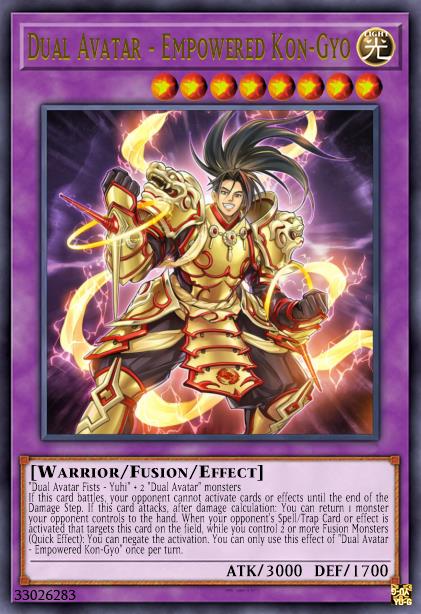 Dual Avatar - Empowered Kon-Gyo
LIGHT
光
[Warrior/Fusion/Effect]
"Dual Avatar Fists - Yuhi" + 2 "Dual Avatar" monsters
If this card battles, your opponent cannot activate cards or effects until the end of the
Damage Step. If this card attacks, after damage calculation: You can return 1 monster
your opponent controls to the hand. When your opponent's Spell/Trap Card or effect is
activated that targets this card on the field, while you control 2 or more Fusion Monsters
(Quick Effect): You can negate the activation. You can only use this effect of "Dual Avatar
- Empowered Kon-Gyo" once per turn.
ATK/3000 DEF/1700
33026283